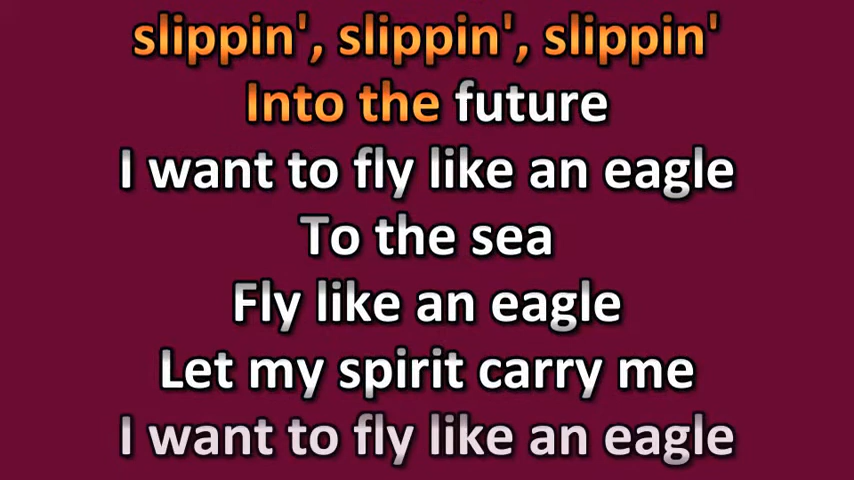 slippin', slippin', slippin'
Into the future
I want to fly like an eagle
To the sea
Fly like an eagle
Let my spirit carry me
I want to fly like an eagle